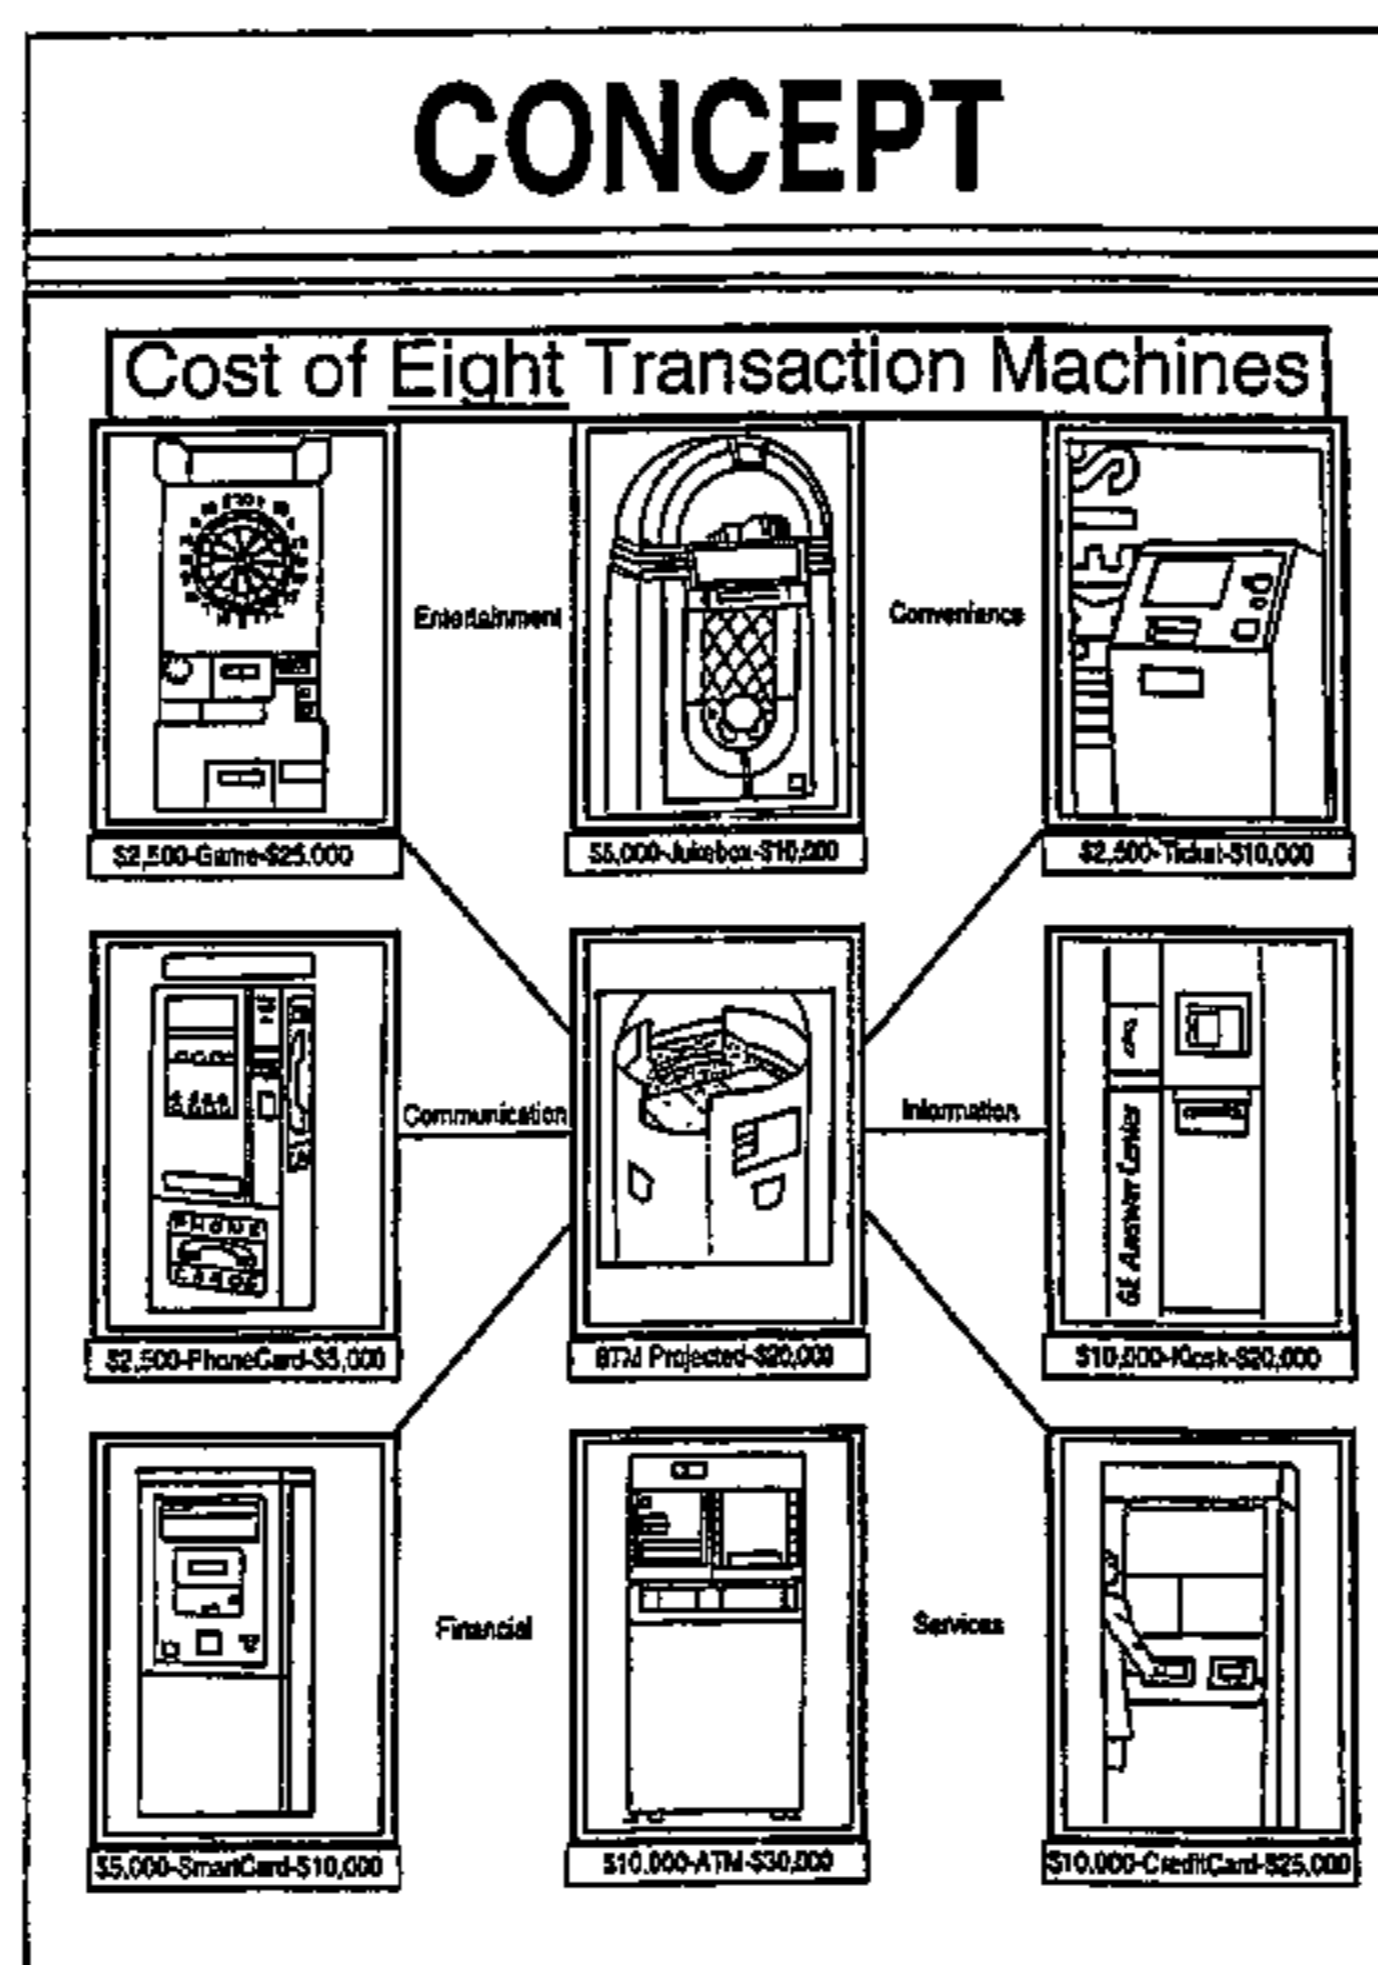 CONCEPT
Cost of Eight Transaction Machines
Entertainment
Convenience
$2,500-Game-$25,000
$5,000-Jukebox-$10,000
$2,500-Ticket-$10,000
Communication
Information
GE Answer Center
PHONE
CARDS
$2,500-PhoneCard-$5,000
BTM Projected-$20,000
$10,000-Kiosk-$20,000
Financial
Services
$5,000-SmartCard-$10,000
$10,000-ATM-$30,000
$10,000-CreditCard-$25,000